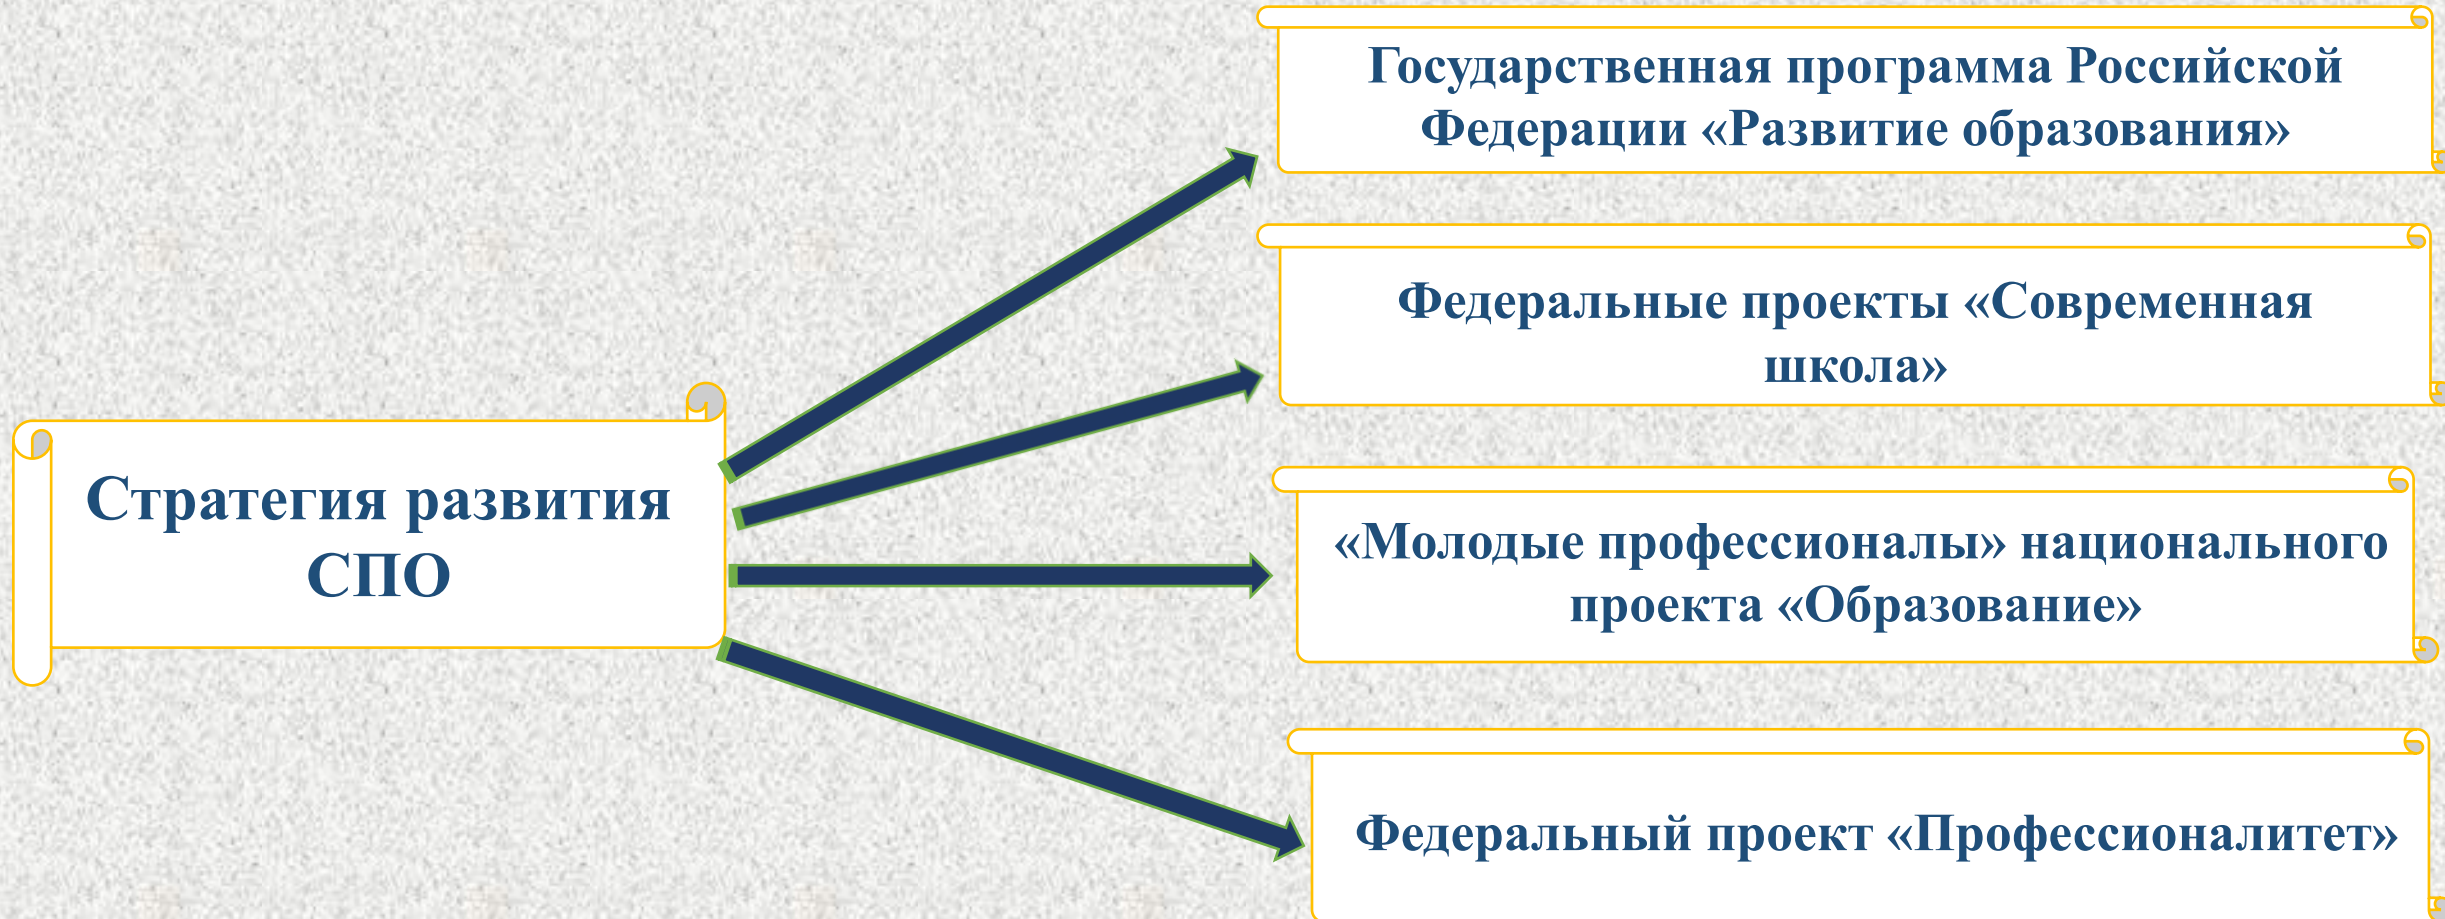 Государственная программа Российской
Федерации «Развитие образования»
Федеральные проекты «Современная
школа»
Стратегия развития
СПО
«Молодые профессионалы» национального
проекта «Образование»
Федеральный проект «Профессионалитет»